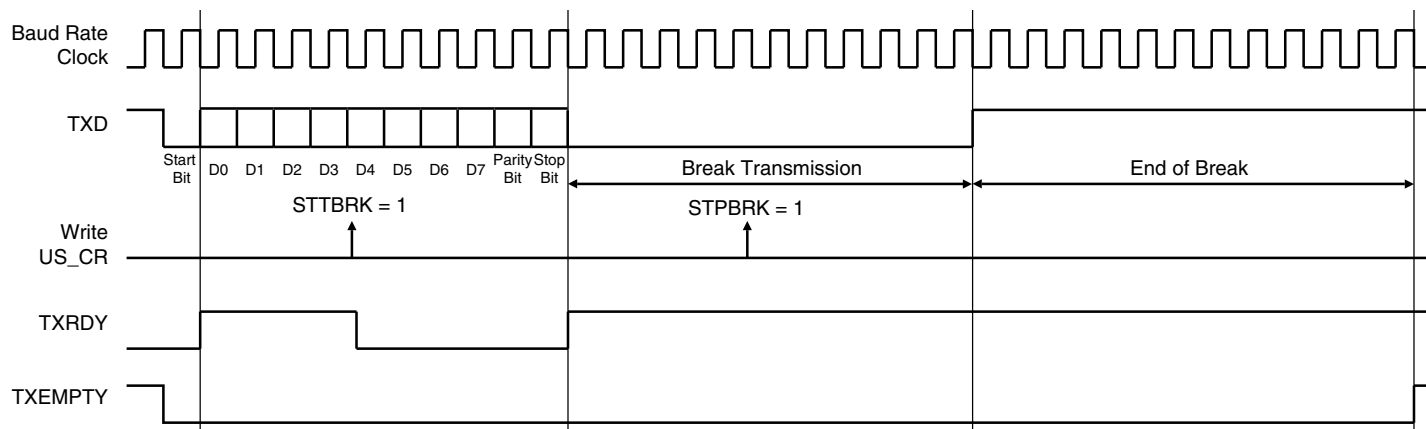 Baud Rate
Clock
TXD
Start
Bit
D0
D1
D2
D3
D4
D5
D6
D7
Parity
Bit
Stop
Bit
Break Transmission
End of Break
STTBRK = 1
STPBRK = 1
Write
US_CR
TXRDY
TXEMPTY